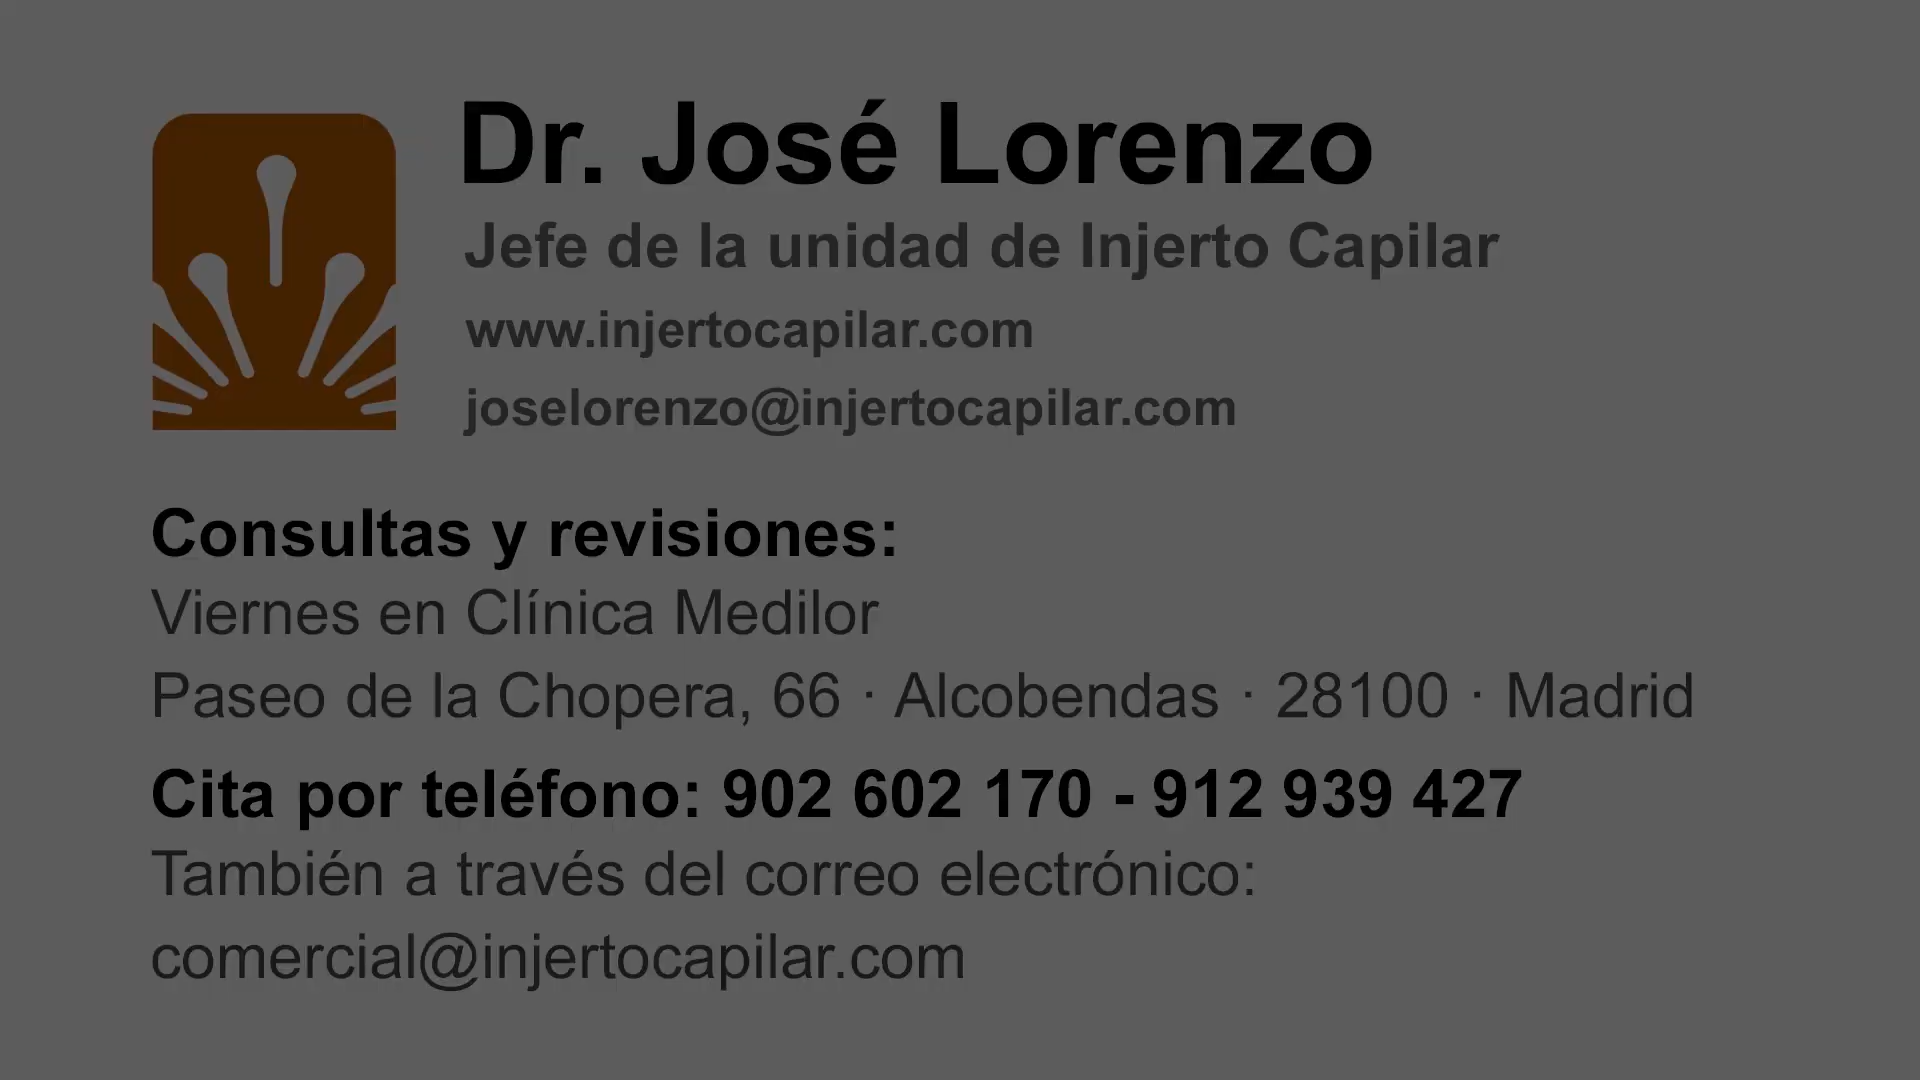 Dr. José Lorenzo
Jefe de la unidad de Injerto Capilar
www.injertocapilar.com
joselorenzo@injertocapilar.com
Consultas y revisiones:
Viernes en Clínica Medilor
Paseo de la Chopera, 66 · Alcobendas · 28100 · Madrid
Cita por teléfono: 902 602 170 - 912 939 427
También a través del correo electrónico:
comercial@injertocapilar.com